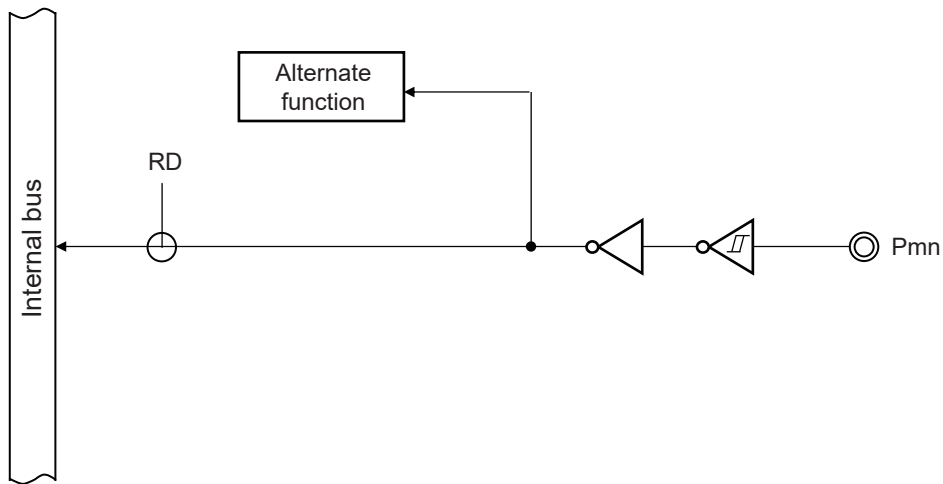 Alternate
function
RD
Internal bus
Pmn